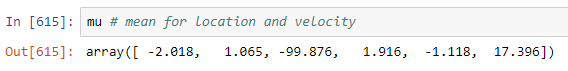 In [615]: mu # mean for location and velocity
Out[615]: array([ -2.018,   1.065, -99.876,   1.916,  -1.118,  17.396])